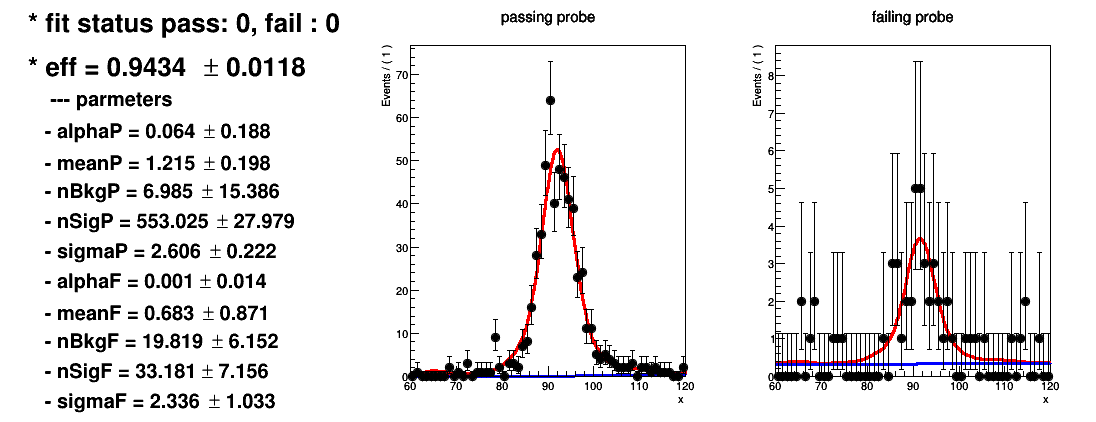 * fit status pass: 0, fail : 0
* eff = 0.9434 ± 0.0118
--- parmeters
- alphaP = 0.064 ± 0.188
- meanP = 1.215 ± 0.198
- nBkgP = 6.985 ± 15.386
- nSigP = 553.025 ± 27.979
- sigmaP = 2.606 ± 0.222
- alphaF = 0.001 ± 0.014
- meanF = 0.683 ± 0.871
- nBkgF = 19.819 ± 6.152
- nSigF = 33.181 ± 7.156
- sigmaF = 2.336 ± 1.033
passing probe
Events / ( 1 )
70
60
50
40
30
20
10
0
60 70 80 90 100 110 120
x
failing probe
Events / ( 1 )
8
7
6
5
4
3
2
1
0
60 70 80 90 100 110 120
x